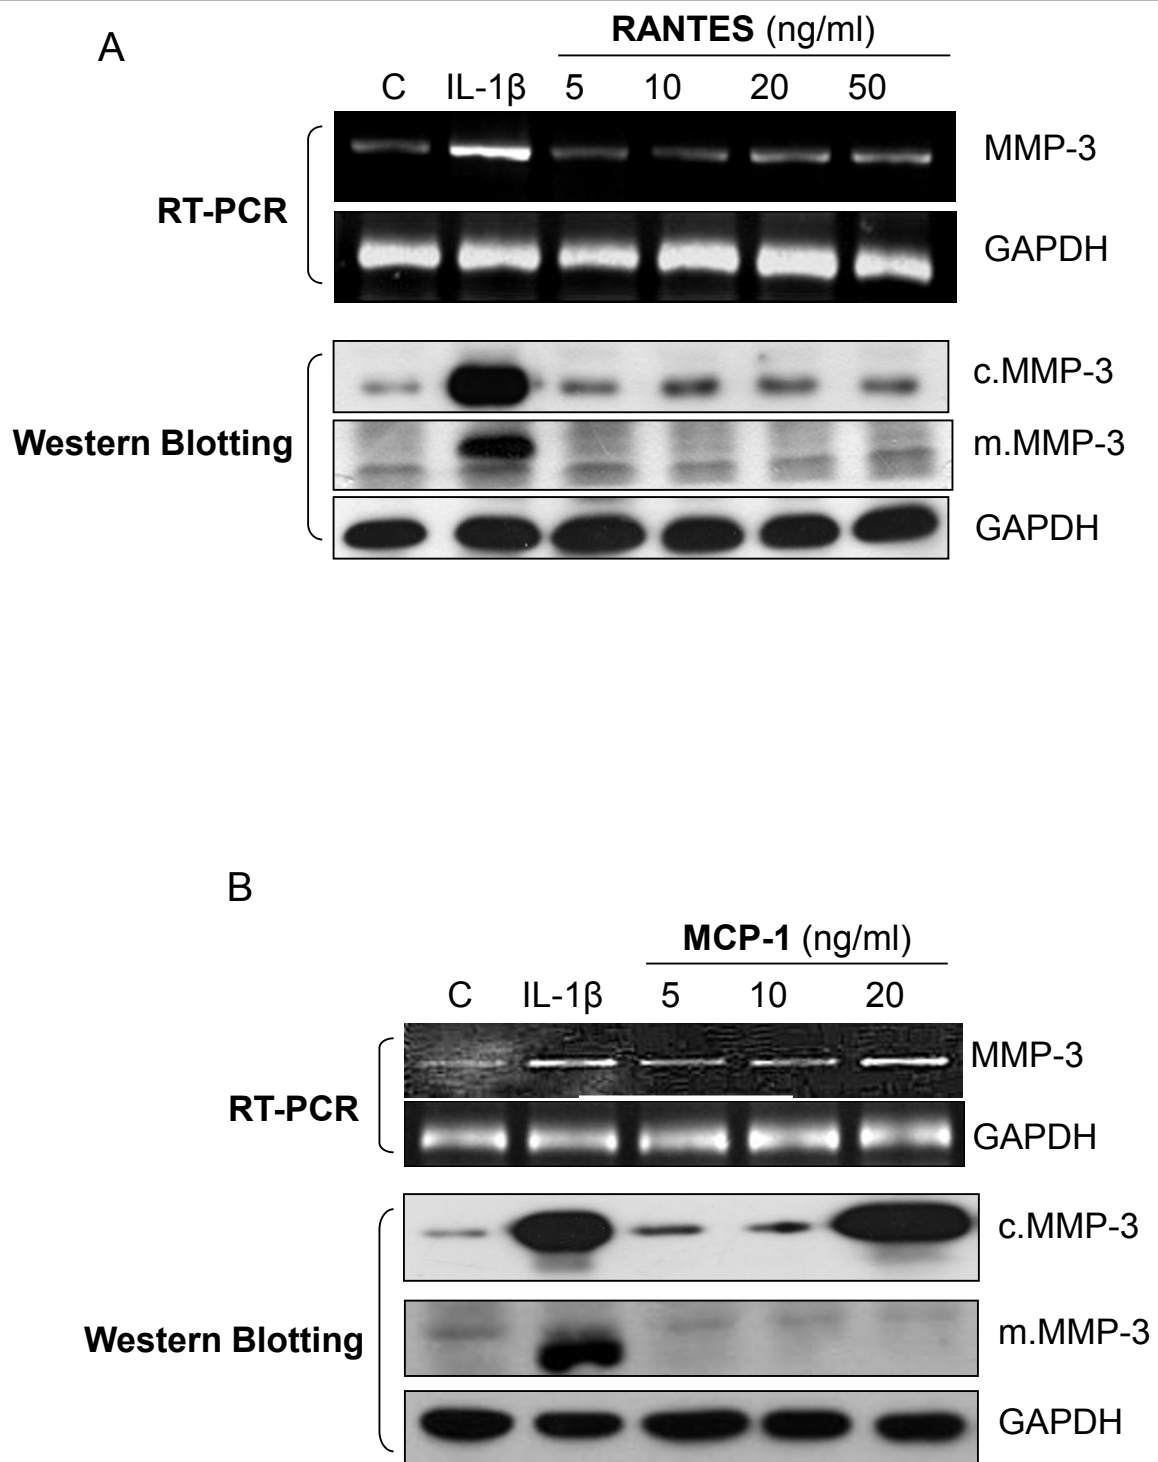 A
RANTES (ng/ml)
C IL-1β 5 10 20 50
MMP-3
RT-PCR
GAPDH
c.MMP-3
Western Blotting
m.MMP-3
GAPDH
B
MCP-1 (ng/ml)
C IL-1β 5 10 20
MMP-3
RT-PCR
GAPDH
c.MMP-3
Western Blotting
m.MMP-3
GAPDH